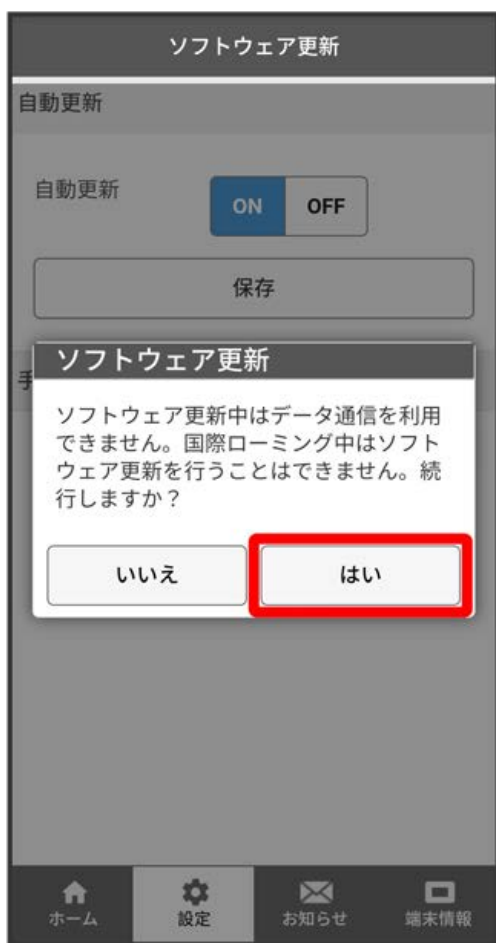 ソフトウェア更新
自動更新
自動更新
ON OFF
保存
手
ソフトウェア更新
ソフトウェア更新中はデータ通信を利用
できません。国際ローミング中はソフト
ウェア更新を行うことはできません。続
行しますか？
いいえ はい
ホーム 設定 お知らせ 端末情報